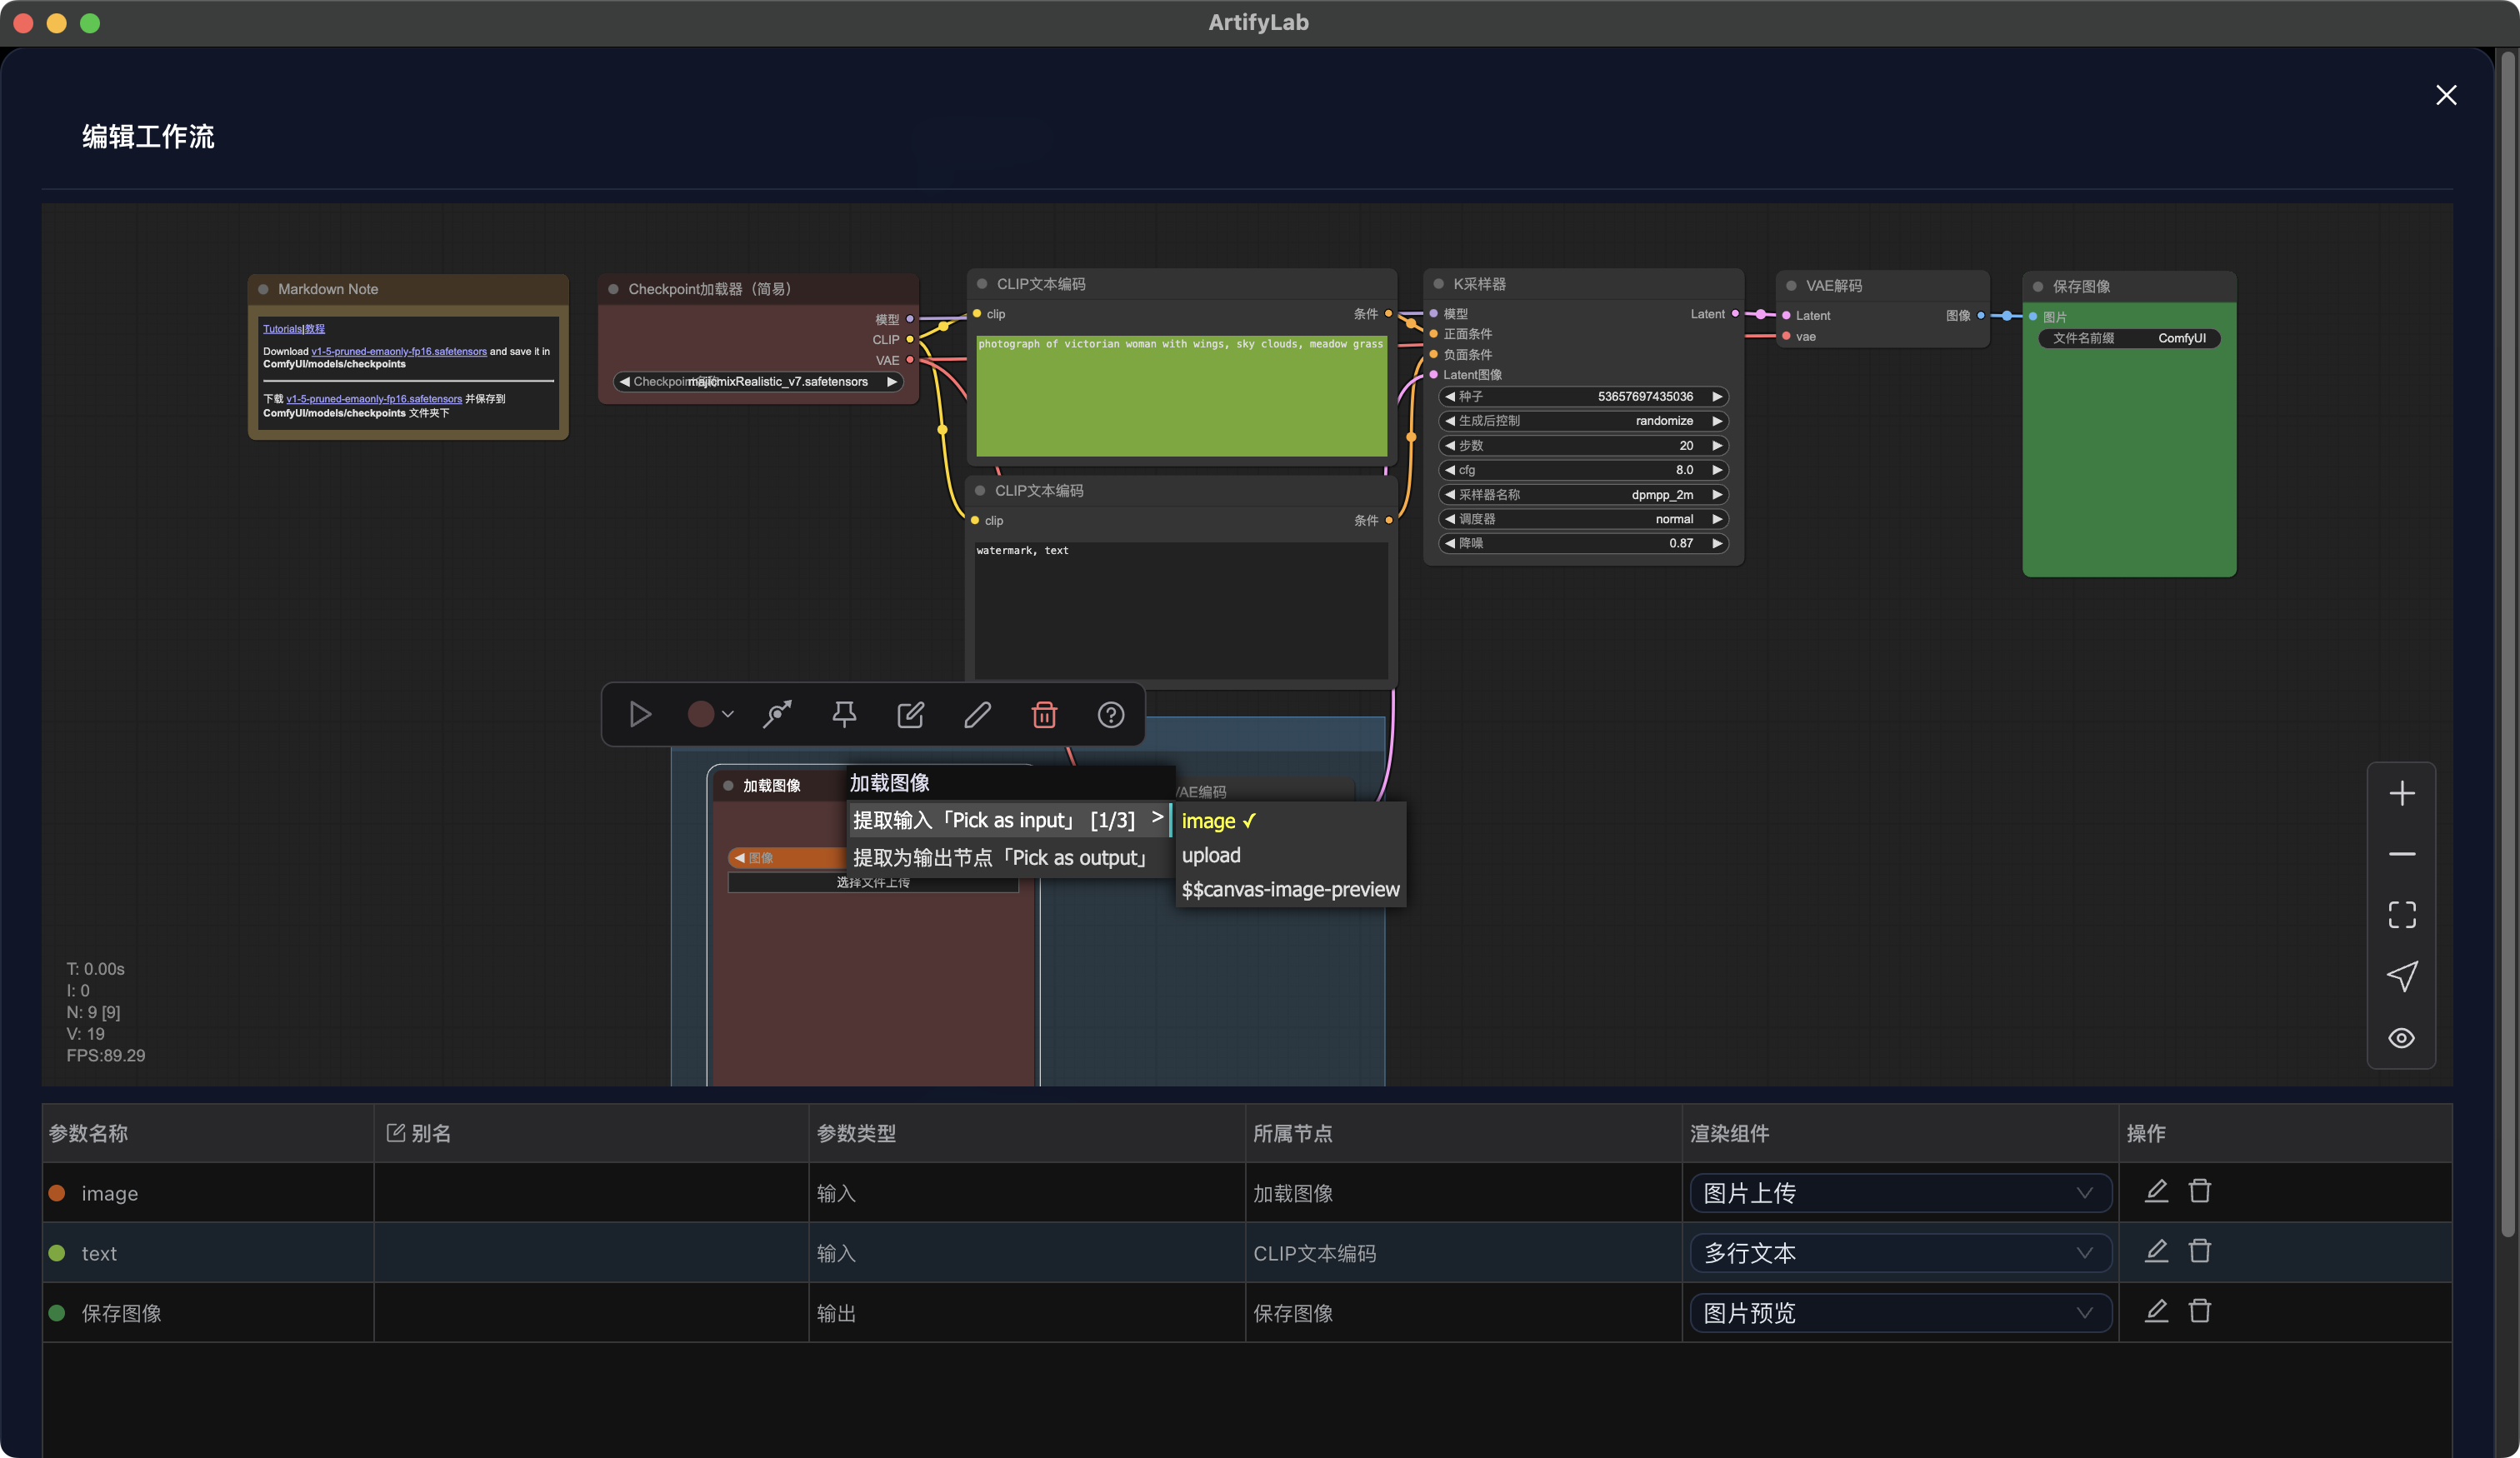 ArtifyLab
编辑工作流
Markdown Note
Tutorials|教程
Download v1-5-pruned-emaonly-fp16.safetensors and save it in
ComfyUI/models/checkpoints
下载 v1-5-pruned-emaonly-fp16.safetensors 并保存到
ComfyUI/models/checkpoints 文件夹下
Checkpoint加载器（简易）
模型
CLIP
VAE
Checkpoint majicmixRealistic_v7.safetensors
CLIP文本编码
clip 条件
photograph of victorian woman with wings, sky clouds, meadow grass
CLIP文本编码
clip 条件
watermark, text
K采样器
模型 Latent
正面条件
负面条件
Latent图像
种子 53657697435036
生成后控制 randomize
步数 20
cfg 8.0
采样器名称 dpmpp_2m
调度器 normal
降噪 0.87
VAE解码
Latent 图像
vae
保存图像
图片
文件名前缀 ComfyUI
加载图像
图像
选择文件上传
VAE编码
加载图像
提取输入「Pick as input」 [1/3] >
提取为输出节点「Pick as output」
image ✓
upload
$$canvas-image-preview
T: 0.00s
I: 0
N: 9 [9]
V: 19
FPS:89.29
参数名称 别名 参数类型 所属节点 渲染组件 操作
image 输入 加载图像 图片上传
text 输入 CLIP文本编码 多行文本
保存图像 输出 保存图像 图片预览